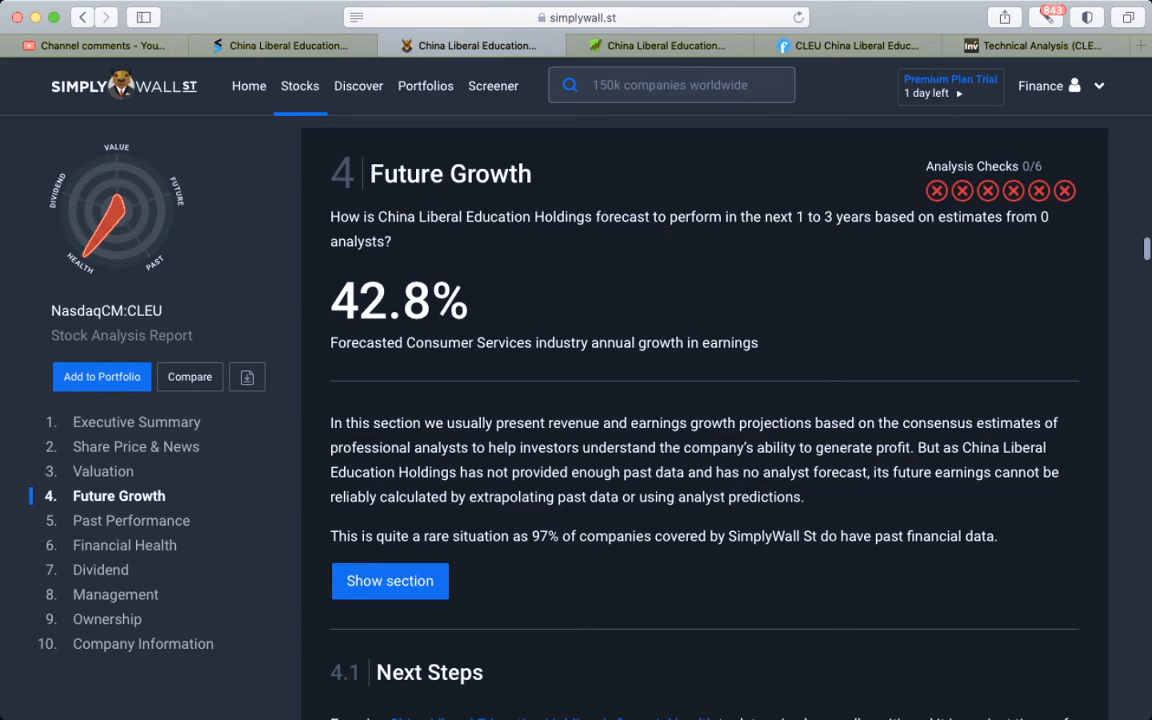 simplywall.st
843
Channel comments - You...
China Liberal Education...
China Liberal Education...
China Liberal Education...
CLEU China Liberal Educ...
Inv
Technical Analysis (CLE...
SIMPLY WALL ST
Home
Stocks
Discover
Portfolios
Screener
150k companies worldwide
Premium Plan Trial
1 day left
Finance
VALUE
FUTURE
PAST
HEALTH
DIVIDEND
NasdaqCM:CLEU
Stock Analysis Report
Add to Portfolio
Compare
1. Executive Summary
2. Share Price & News
3. Valuation
4. Future Growth
5. Past Performance
6. Financial Health
7. Dividend
8. Management
9. Ownership
10. Company Information
4 Future Growth
Analysis Checks 0/6
How is China Liberal Education Holdings forecast to perform in the next 1 to 3 years based on estimates from 0
analysts?
42.8%
Forecasted Consumer Services industry annual growth in earnings
In this section we usually present revenue and earnings growth projections based on the consensus estimates of
professional analysts to help investors understand the company's ability to generate profit. But as China Liberal
Education Holdings has not provided enough past data and has no analyst forecast, its future earnings cannot be
reliably calculated by extrapolating past data or using analyst predictions.
This is quite a rare situation as 97% of companies covered by SimplyWall St do have past financial data.
Show section
4.1 Next Steps